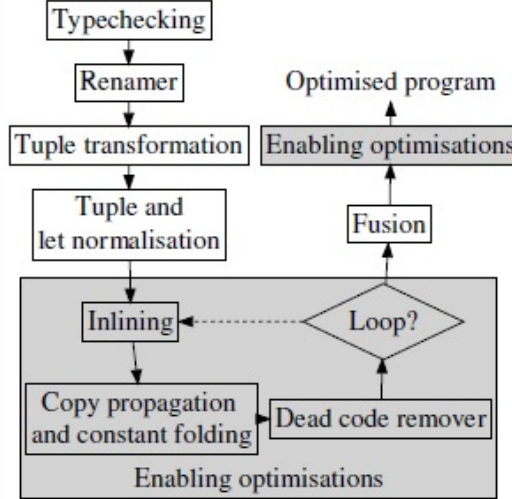 Typechecking
Renamer
Tuple transformation
Tuple and
let normalisation
Optimised program
Enabling optimisations
Fusion
Inlining
Loop?
Copy propagation
and constant folding
Dead code remover
Enabling optimisations